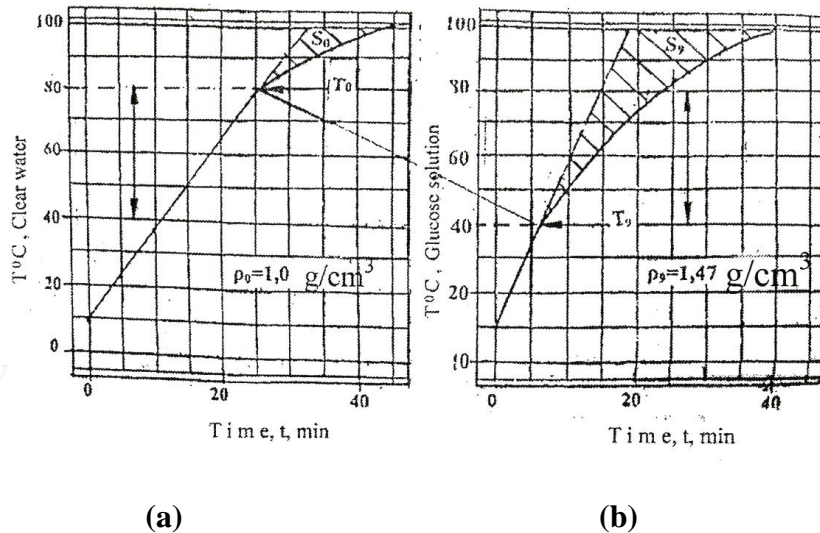 100
80
60
40
20
0
T⁰C , Clear water
S₀
T₀
ρ₀=1,0 g/cm³
0
20
40
T i m e, t, min
(a)
100
80
60
40
20
10
T⁰C , Glucose solution
S₉
T₉
ρ₉=1,47 g/cm³
0
20
40
T i m e, t, min
(b)